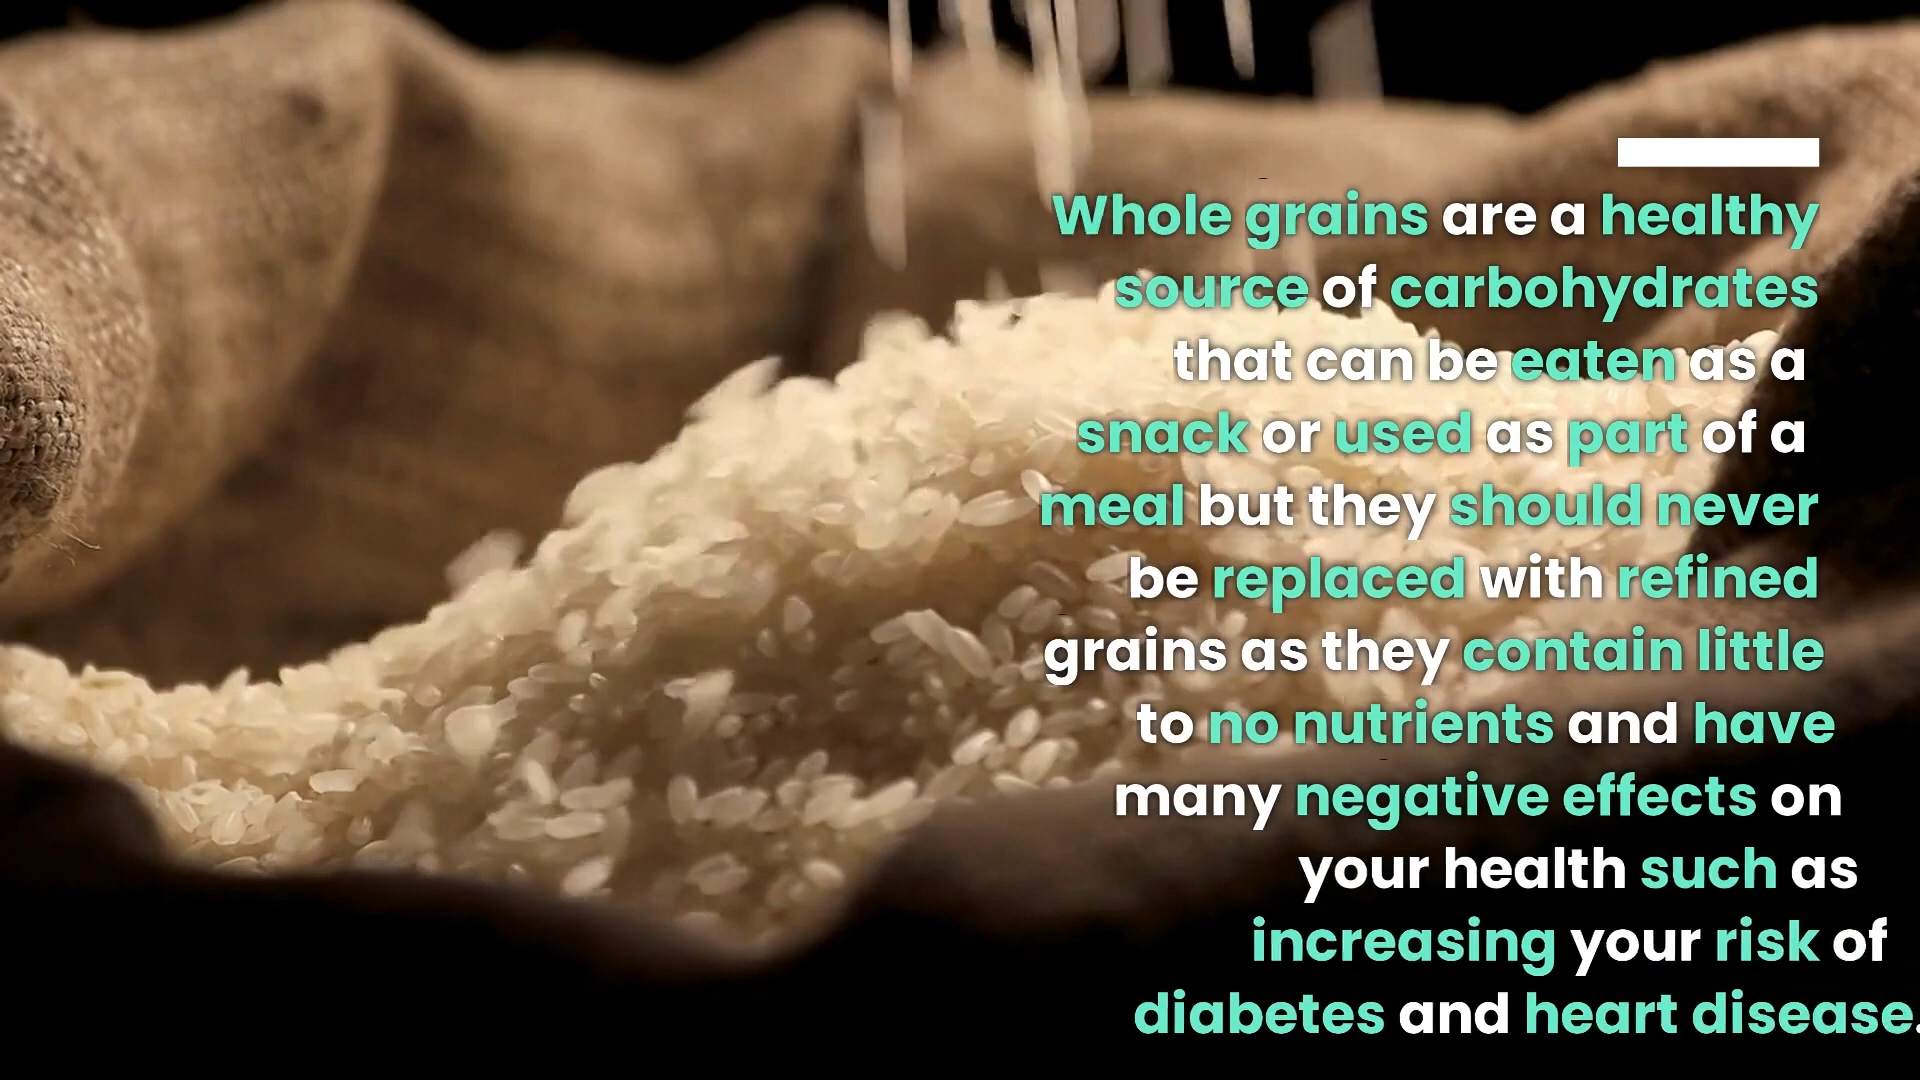 Whole grains are a healthy
source of carbohydrates
that can be eaten as a
snack or used as part of a
meal but they should never
be replaced with refined
grains as they contain little
to no nutrients and have
many negative effects on
your health such as
increasing your risk of
diabetes and heart disease.